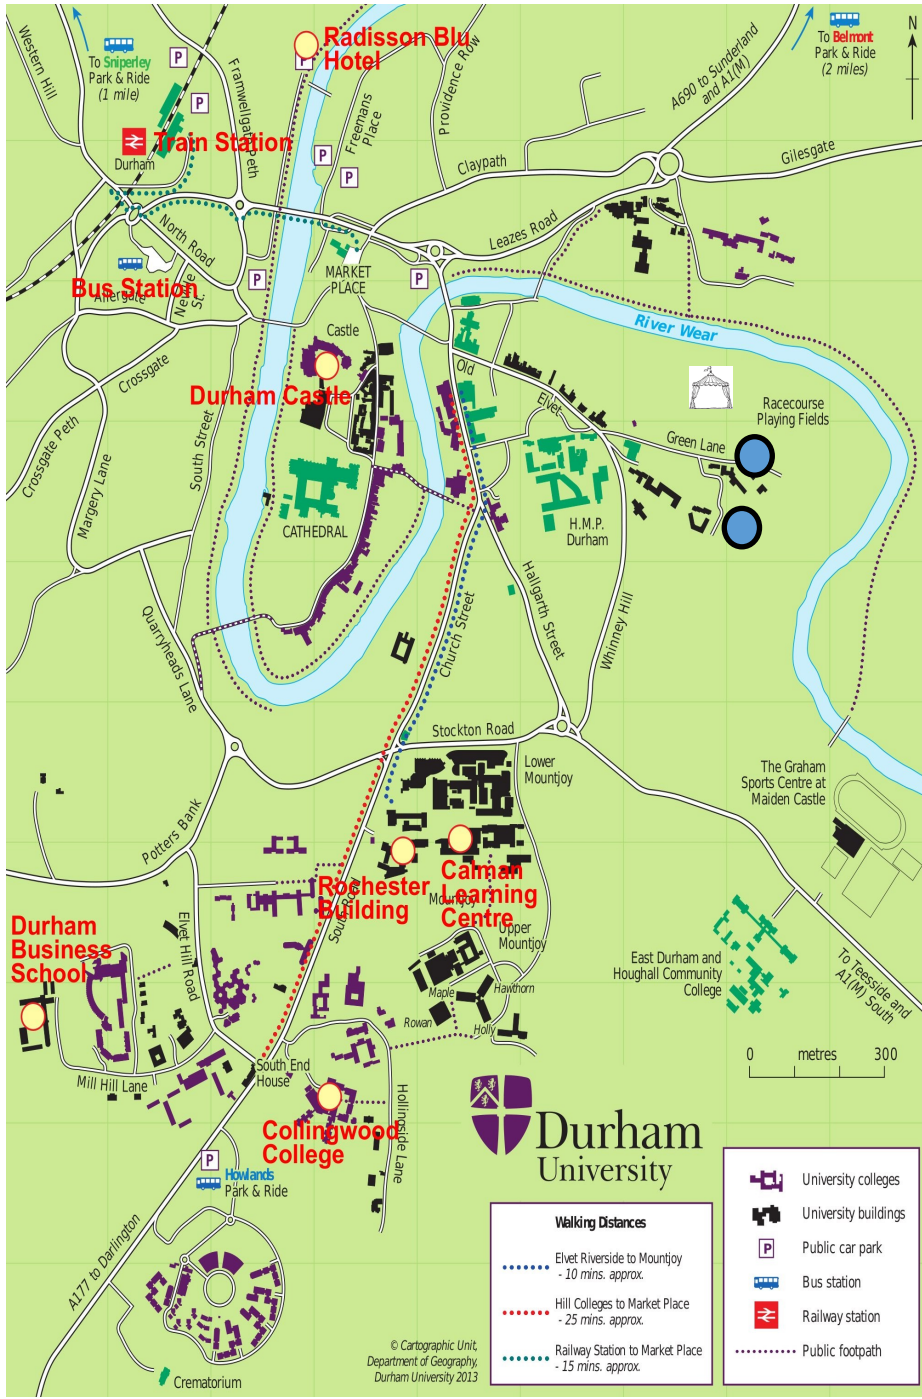 Western Hill
To Sniperley
Park & Ride
(1 mile)
P
P
Framwellgate Peth
P
Radisson Blu
Hotel
Freemans
Place
Providence Row
A690 to Sunderland
and A1(M)
To Belmont
Park & Ride
(2 miles)
N
Train Station
Durham
P
P
Claypath
Gilesgate
North Road
Leazes Road
MARKET
PLACE
P
P
Bus Station
Allergate
Neville
St.
River Wear
Castle
Durham Castle
Old
Elvet
Crossgate
Crossgate Peth
Margery Lane
South Street
Racecourse
Playing Fields
Green Lane
CATHEDRAL
H.M.P.
Durham
Hallgarth Street
Whinney Hill
Church Street
Quarryheads Lane
Stockton Road
Lower
Mountjoy
The Graham
Sports Centre at
Maiden Castle
Potters Bank
Rochester
Building
Calman
Learning
Centre
Mountjoy
Upper
Mountjoy
South Road
Durham
Business
School
Elvet Hill Road
East Durham and
Houghall Community
College
To Teesside and
A1(M) South
Maple
Hawthorn
Rowan
Holly
0 metres 300
Mill Hill Lane
South End
House
Collingwood
College
Hollingside Lane
Durham
University
P
Howlands
Park & Ride
A177 to Darlington
Crematorium
© Cartographic Unit,
Department of Geography,
Durham University 2013
Walking Distances
Elvet Riverside to Mountjoy
- 10 mins. approx.
Hill Colleges to Market Place
- 25 mins. approx.
Railway Station to Market Place
- 15 mins. approx.
University colleges
University buildings
P Public car park
Bus station
Railway station
Public footpath